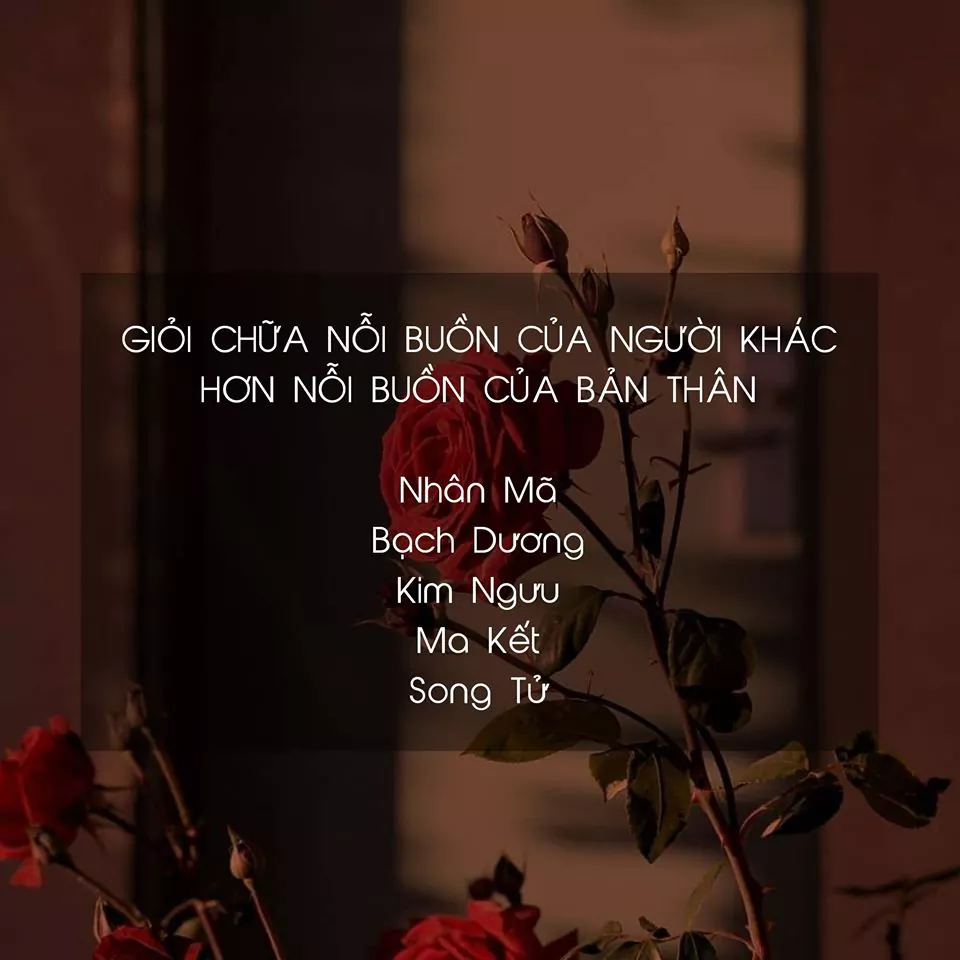 GIỎI CHỮA NỖI BUỒN CỦA NGƯỜI KHÁC
HƠN NỖI BUỒN CỦA BẢN THÂN
Nhân Mã
Bạch Dương
Kim Ngưu
Ma Kết
Song Tử